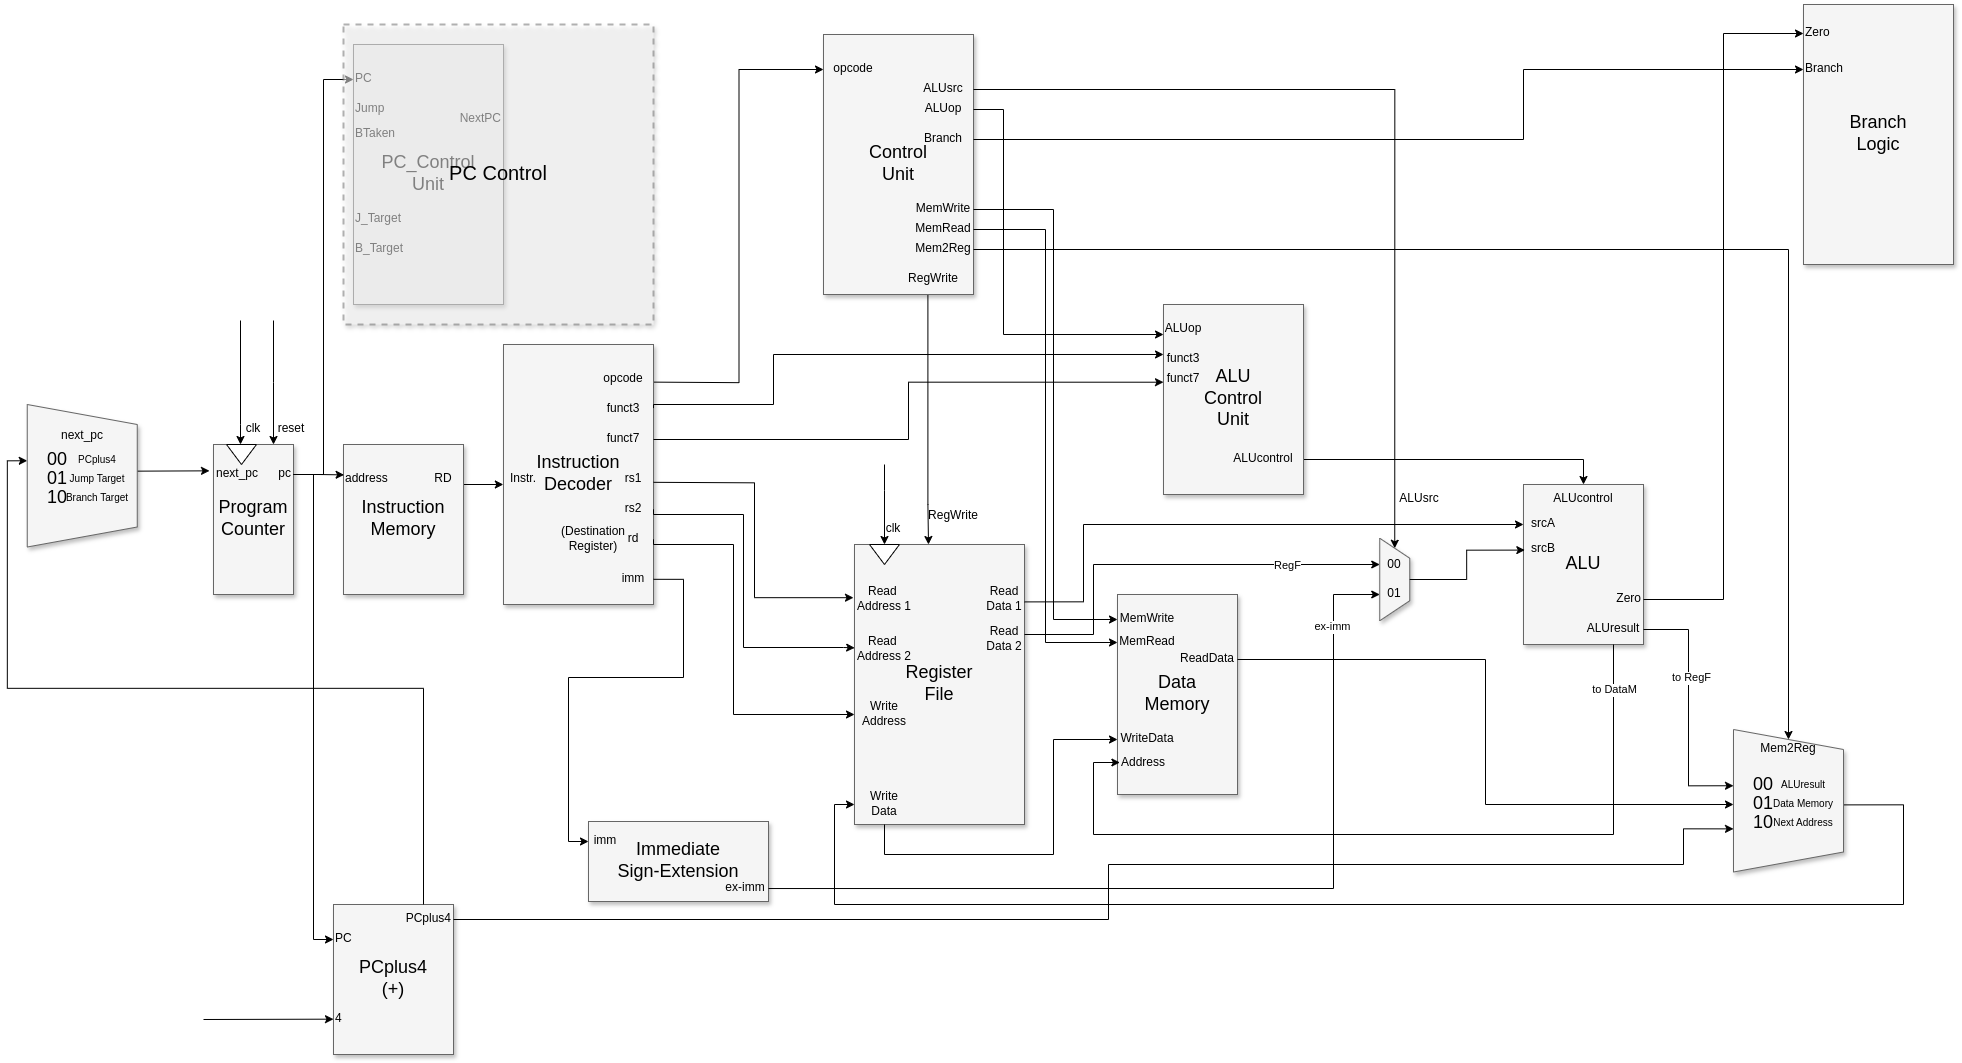 PC
Jump
BTaken
NextPC
PC_Control
Unit
PC Control
J_Target
B_Target
opcode
ALUsrc
ALUop
Branch
Control
Unit
MemWrite
MemRead
Mem2Reg
RegWrite
Zero
Branch
Branch
Logic
ALUop
funct3
funct7
ALU
Control
Unit
ALUcontrol
next_pc
00 PCplus4
01 Jump Target
10 Branch Target
clk
reset
next_pc
pc
Program
Counter
address
RD
Instruction
Memory
opcode
funct3
funct7
Instr.
Instruction
Decoder
rs1
rs2
(Destination
Register)
rd
imm
clk
RegWrite
Read
Address 1
Read
Address 2
Read
Data 1
Read
Data 2
Register
File
Write
Address
Write
Data
MemWrite
MemRead
ReadData
Data
Memory
WriteData
Address
RegF
ex-imm
ALUsrc
00
01
ALUcontrol
srcA
srcB
ALU
Zero
ALUresult
to DataM
to RegF
Mem2Reg
00 ALUresult
01 Data Memory
10 Next Address
imm
Immediate
Sign-Extension
ex-imm
PCplus4
PC
PCplus4
(+)
4